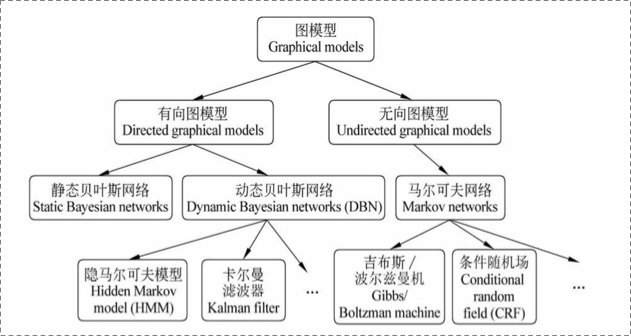 图模型
Graphical models
有向图模型
Directed graphical models
无向图模型
Undirected graphical models
静态贝叶斯网络
Static Bayesian networks
动态贝叶斯网络
Dynamic Bayesian networks (DBN)
马尔可夫网络
Markov networks
隐马尔可夫模型
Hidden Markov
model (HMM)
卡尔曼
滤波器
Kalman filter
...
吉布斯/
波尔兹曼机
Gibbs/
Boltzman machine
条件随机场
Conditional
random
field (CRF)
...